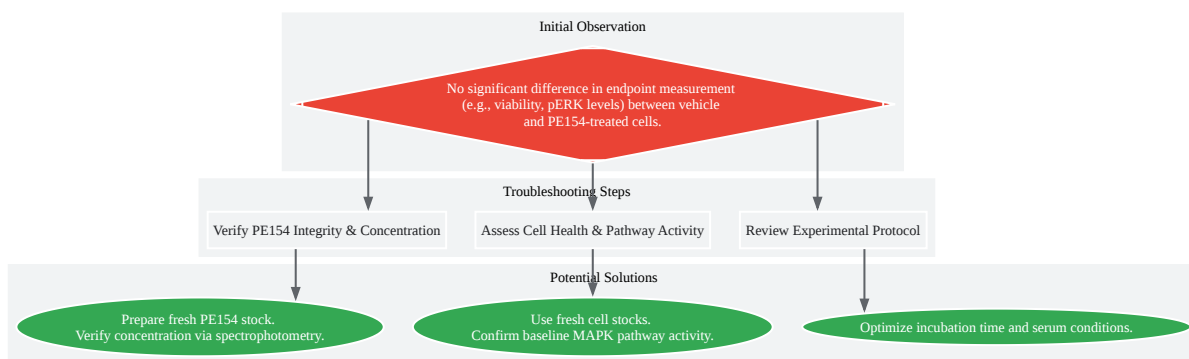 Initial Observation
No significant difference in endpoint measurement
(e.g., viability, pERK levels) between vehicle
and PE154-treated cells.
Troubleshooting Steps
Verify PE154 Integrity & Concentration
Assess Cell Health & Pathway Activity
Review Experimental Protocol
Potential Solutions
Prepare fresh PE154 stock.
Verify concentration via spectrophotometry.
Use fresh cell stocks.
Confirm baseline MAPK pathway activity.
Optimize incubation time and serum conditions.